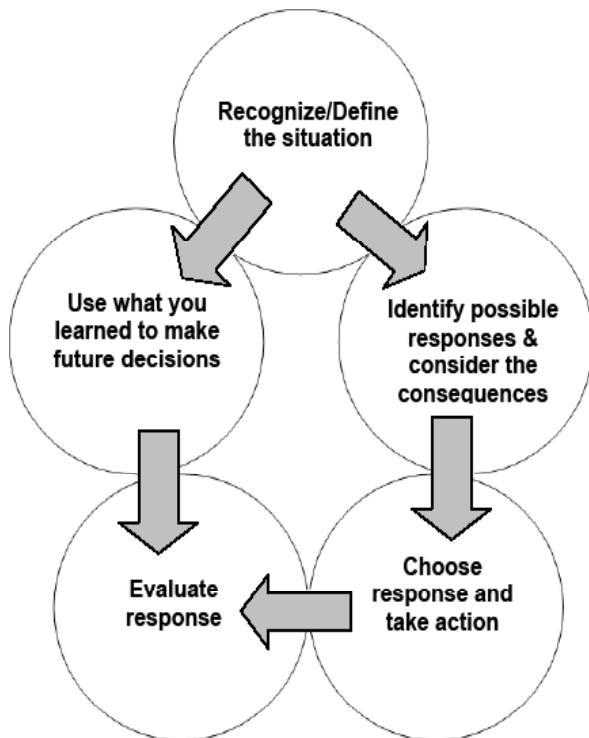 Recognize/Define
the situation
Identify possible
responses &
consider the
consequences
Choose
response and
take action
Evaluate
response
Use what you
learned to make
future decisions